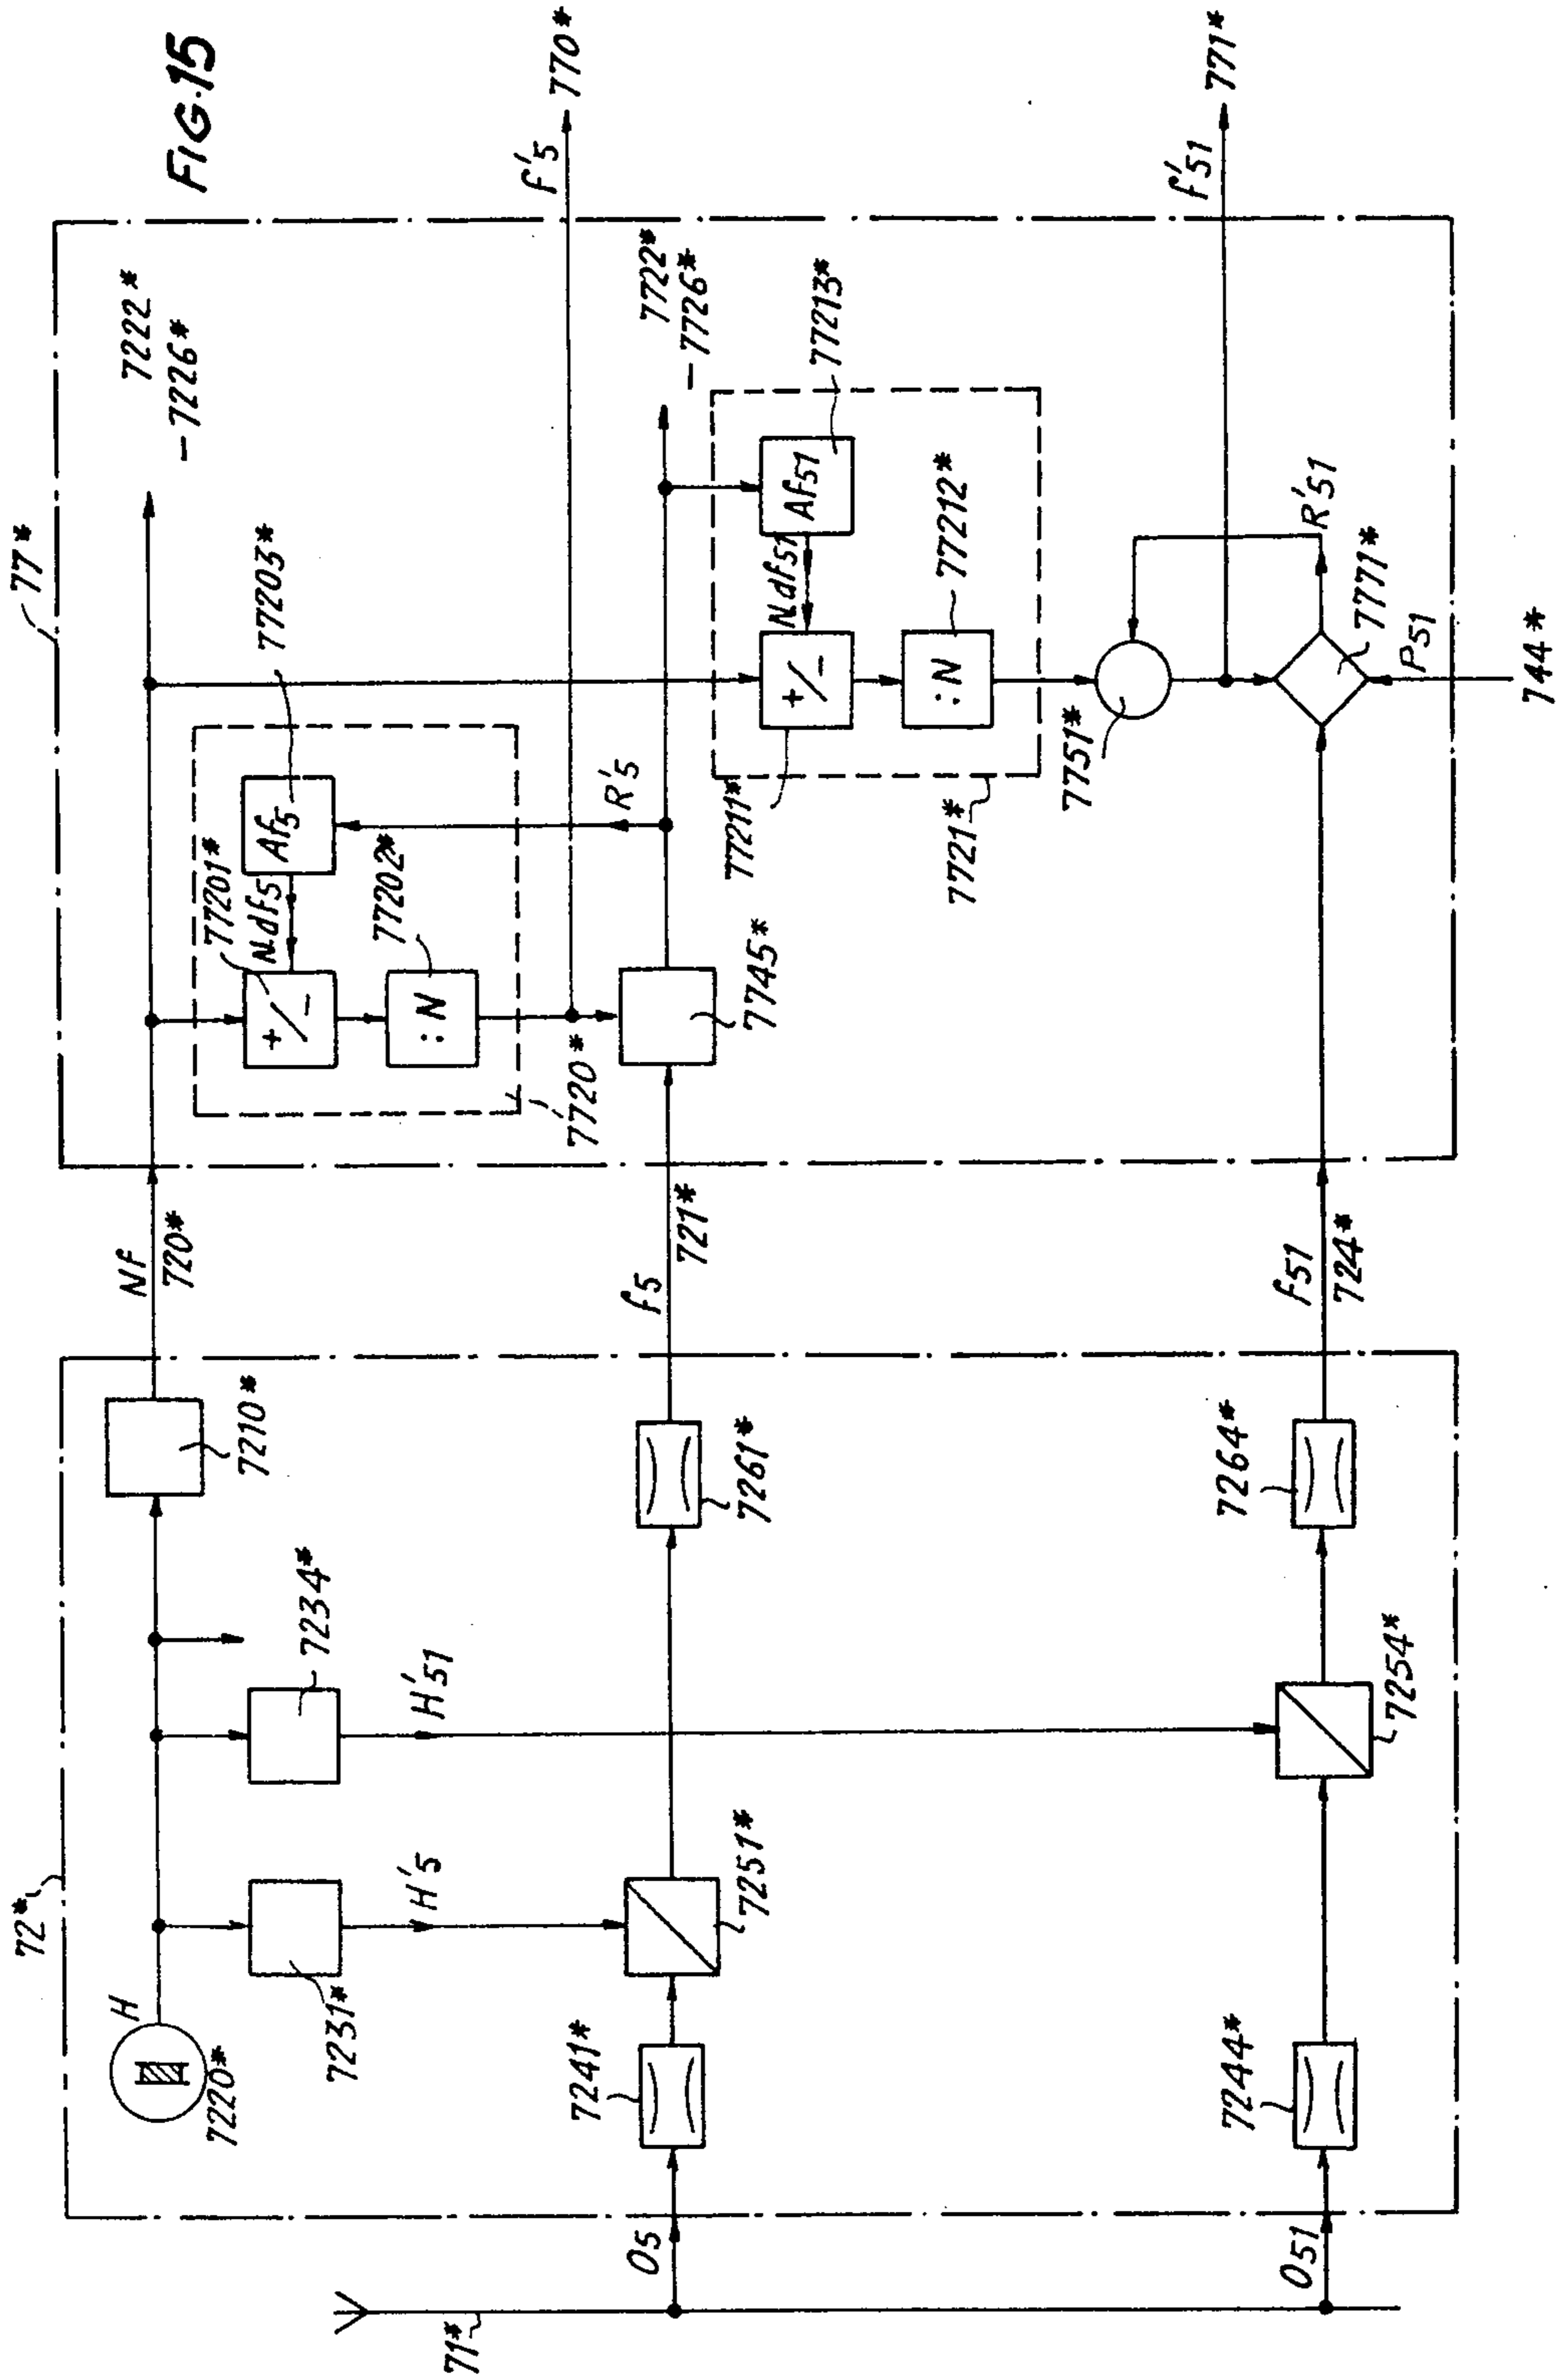 FIG.15
72*
77*
H
7220*
7231*
H'5
7234*
H'51
7210*
NF
720*
7222*
—7226*
77201*
+/-
N.df5
Af5
77203*
:N
77202*
7720*
f'5
770*
71*
O5
7241*
7251*
7261*
f5
721*
7745*
R'5
7722*
—7726*
77211*
+/-
N.df51
Af51
77213*
:N
77212*
7721*
7751*
R'51
f'51
771*
O51
7244*
7254*
7264*
f51
724*
7771*
P51
744*